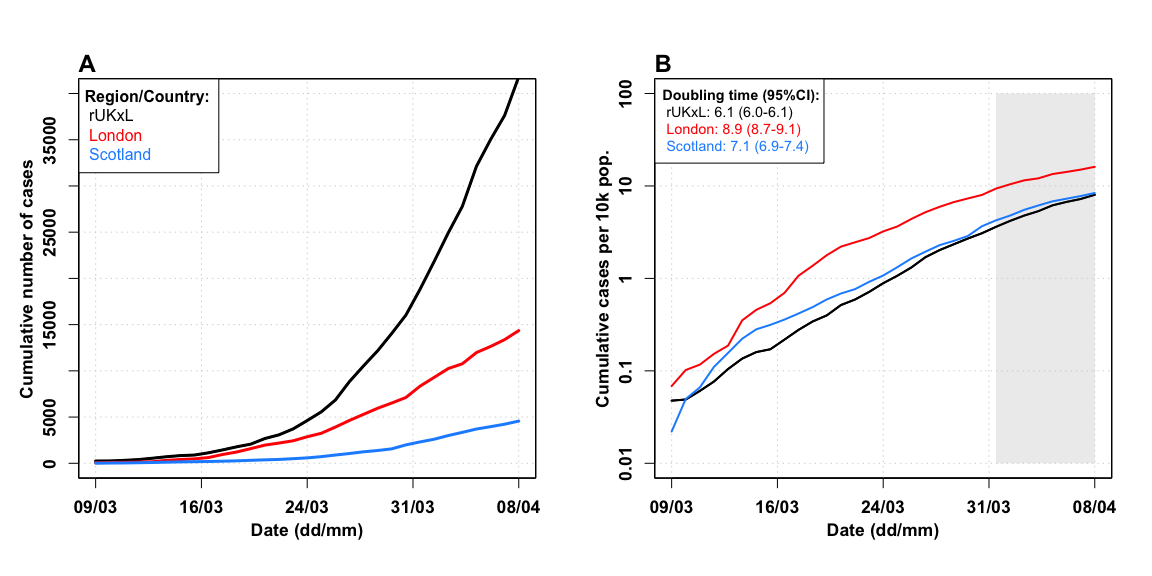 A
Region/Country:
rUKxL
London
Scotland
Cumulative number of cases
35000
25000
15000
5000
0
09/03 16/03 24/03 31/03 08/04
Date (dd/mm)
B
Doubling time (95%CI):
rUKxL: 6.1 (6.0-6.1)
London: 8.9 (8.7-9.1)
Scotland: 7.1 (6.9-7.4)
Cumulative cases per 10k pop.
100
10
1
0.1
0.01
09/03 16/03 24/03 31/03 08/04
Date (dd/mm)